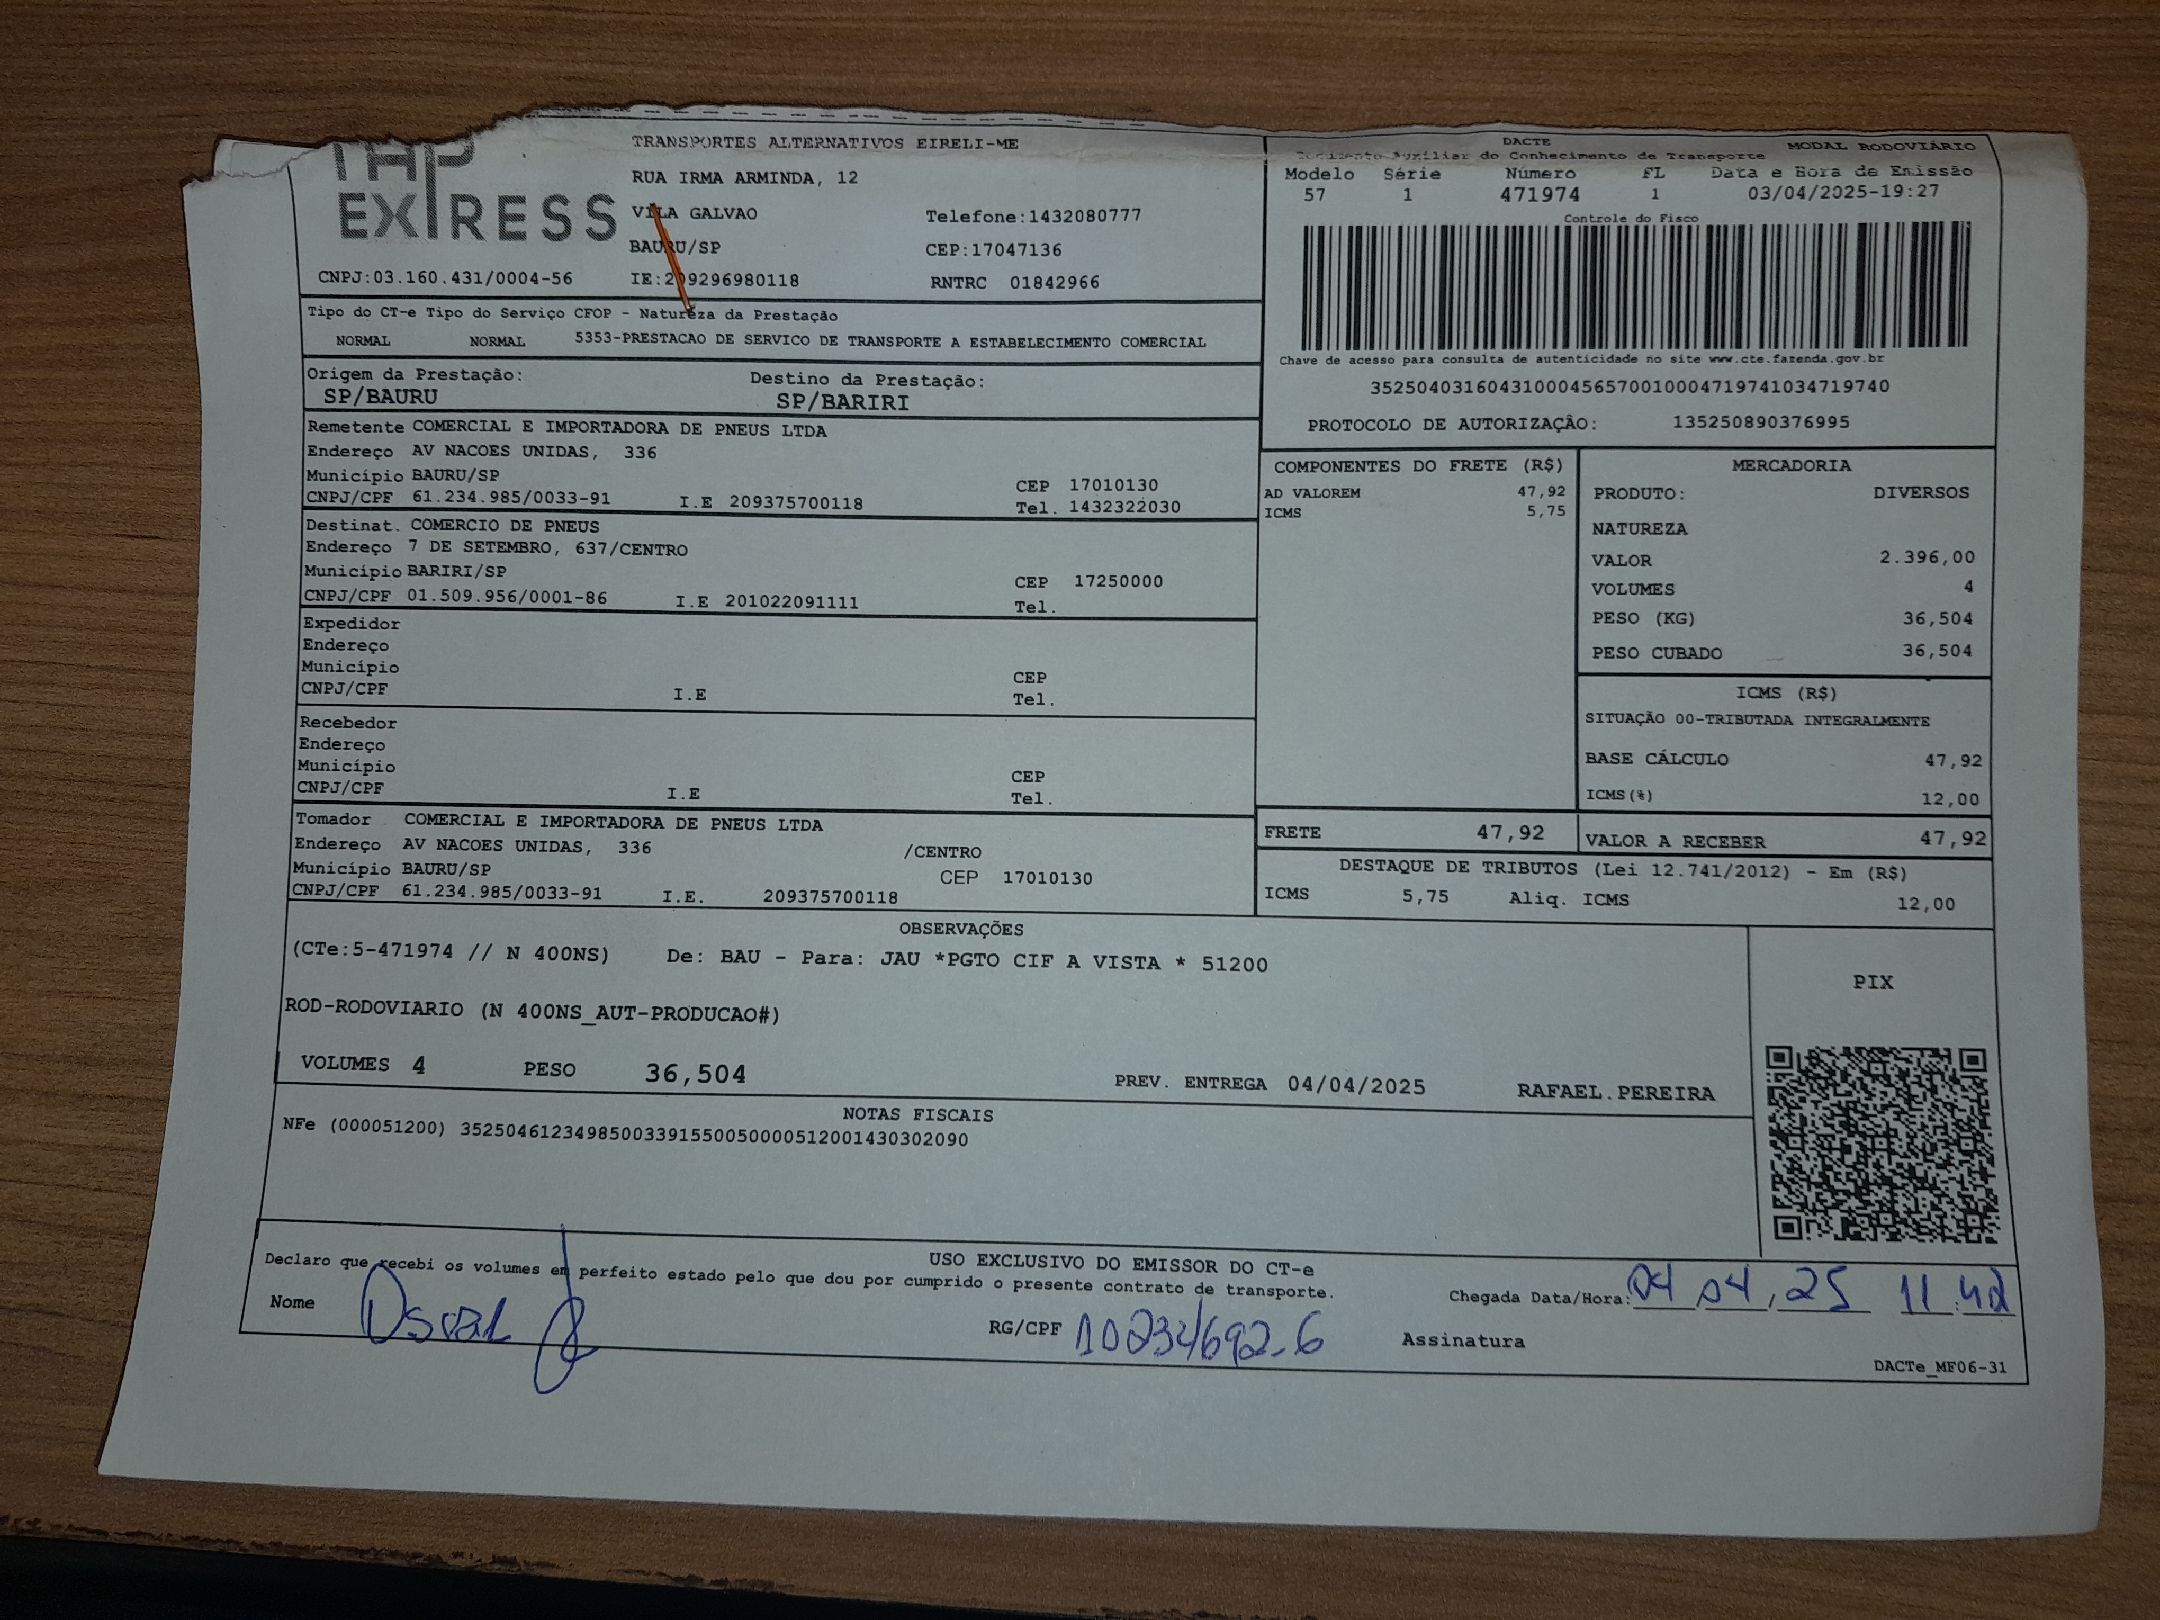 TRANSPORTES ALTERNATIVOS EIRELI-ME
TAP
EXPRESS
RUA IRMA ARMINDA, 12
VILA GALVAO Telefone:1432080777
BAURU/SP CEP:17047136
CNPJ:03.160.431/0004-56 IE:209296980118 RNTRC 01842966
DACTE MODAL RODOVIÁRIO
Documento Auxiliar do Conhecimento de Transporte
Modelo Série Número FL Data e Hora de Emissão
57 1 471974 1 03/04/2025-19:27
Controle do Fisco
Chave de acesso para consulta de autenticidade no site www.cte.fazenda.gov.br
35250403160431000456570010004719741034719740
PROTOCOLO DE AUTORIZAÇÃO: 135250890376995
Tipo do CT-e Tipo do Serviço CFOP - Natureza da Prestação
NORMAL NORMAL 5353-PRESTACAO DE SERVICO DE TRANSPORTE A ESTABELECIMENTO COMERCIAL
Origem da Prestação: Destino da Prestação:
SP/BAURU SP/BARIRI
Remetente COMERCIAL E IMPORTADORA DE PNEUS LTDA
Endereço AV NACOES UNIDAS, 336
Município BAURU/SP CEP 17010130
CNPJ/CPF 61.234.985/0033-91 I.E 209375700118 Tel. 1432322030
Destinat. COMERCIO DE PNEUS
Endereço 7 DE SETEMBRO, 637/CENTRO
Município BARIRI/SP CEP 17250000
CNPJ/CPF 01.509.956/0001-86 I.E 201022091111 Tel.
Expedidor
Endereço
Município CEP
CNPJ/CPF I.E Tel.
Recebedor
Endereço
Município CEP
CNPJ/CPF I.E Tel.
Tomador COMERCIAL E IMPORTADORA DE PNEUS LTDA
Endereço AV NACOES UNIDAS, 336 /CENTRO
Município BAURU/SP CEP 17010130
CNPJ/CPF 61.234.985/0033-91 I.E. 209375700118
COMPONENTES DO FRETE (R$)
AD VALOREM 47,92
ICMS 5,75
MERCADORIA
PRODUTO: DIVERSOS
NATUREZA
VALOR 2.396,00
VOLUMES 4
PESO (KG) 36,504
PESO CUBADO 36,504
ICMS (R$)
SITUAÇÃO 00-TRIBUTADA INTEGRALMENTE
BASE CÁLCULO 47,92
ICMS(%) 12,00
FRETE 47,92 VALOR A RECEBER 47,92
DESTAQUE DE TRIBUTOS (Lei 12.741/2012) - Em (R$)
ICMS 5,75 Aliq. ICMS 12,00
OBSERVAÇÕES
(CTe:5-471974 // N 400NS) De: BAU - Para: JAU *PGTO CIF A VISTA * 51200
ROD-RODOVIARIO (N 400NS_AUT-PRODUCAO#)
VOLUMES 4 PESO 36,504 PREV. ENTREGA 04/04/2025 RAFAEL.PEREIRA
PIX
NOTAS FISCAIS
NFe (000051200) 35250461234985003391550050000512001430302090
USO EXCLUSIVO DO EMISSOR DO CT-e
Declaro que recebi os volumes em perfeito estado pelo que dou por cumprido o presente contrato de transporte.
Chegada Data/Hora: 04 04, 25 11:42
Nome RG/CPF 10234692-6 Assinatura
DACTe_MF06-31